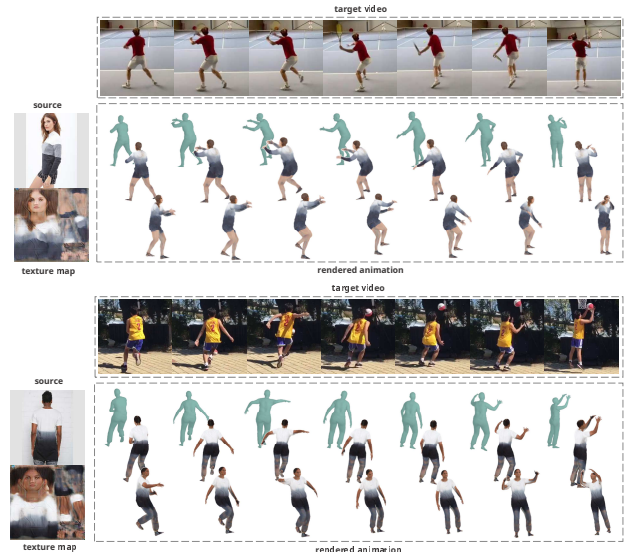 target video
source
texture map
rendered animation
target video
source
texture map
rendered animation